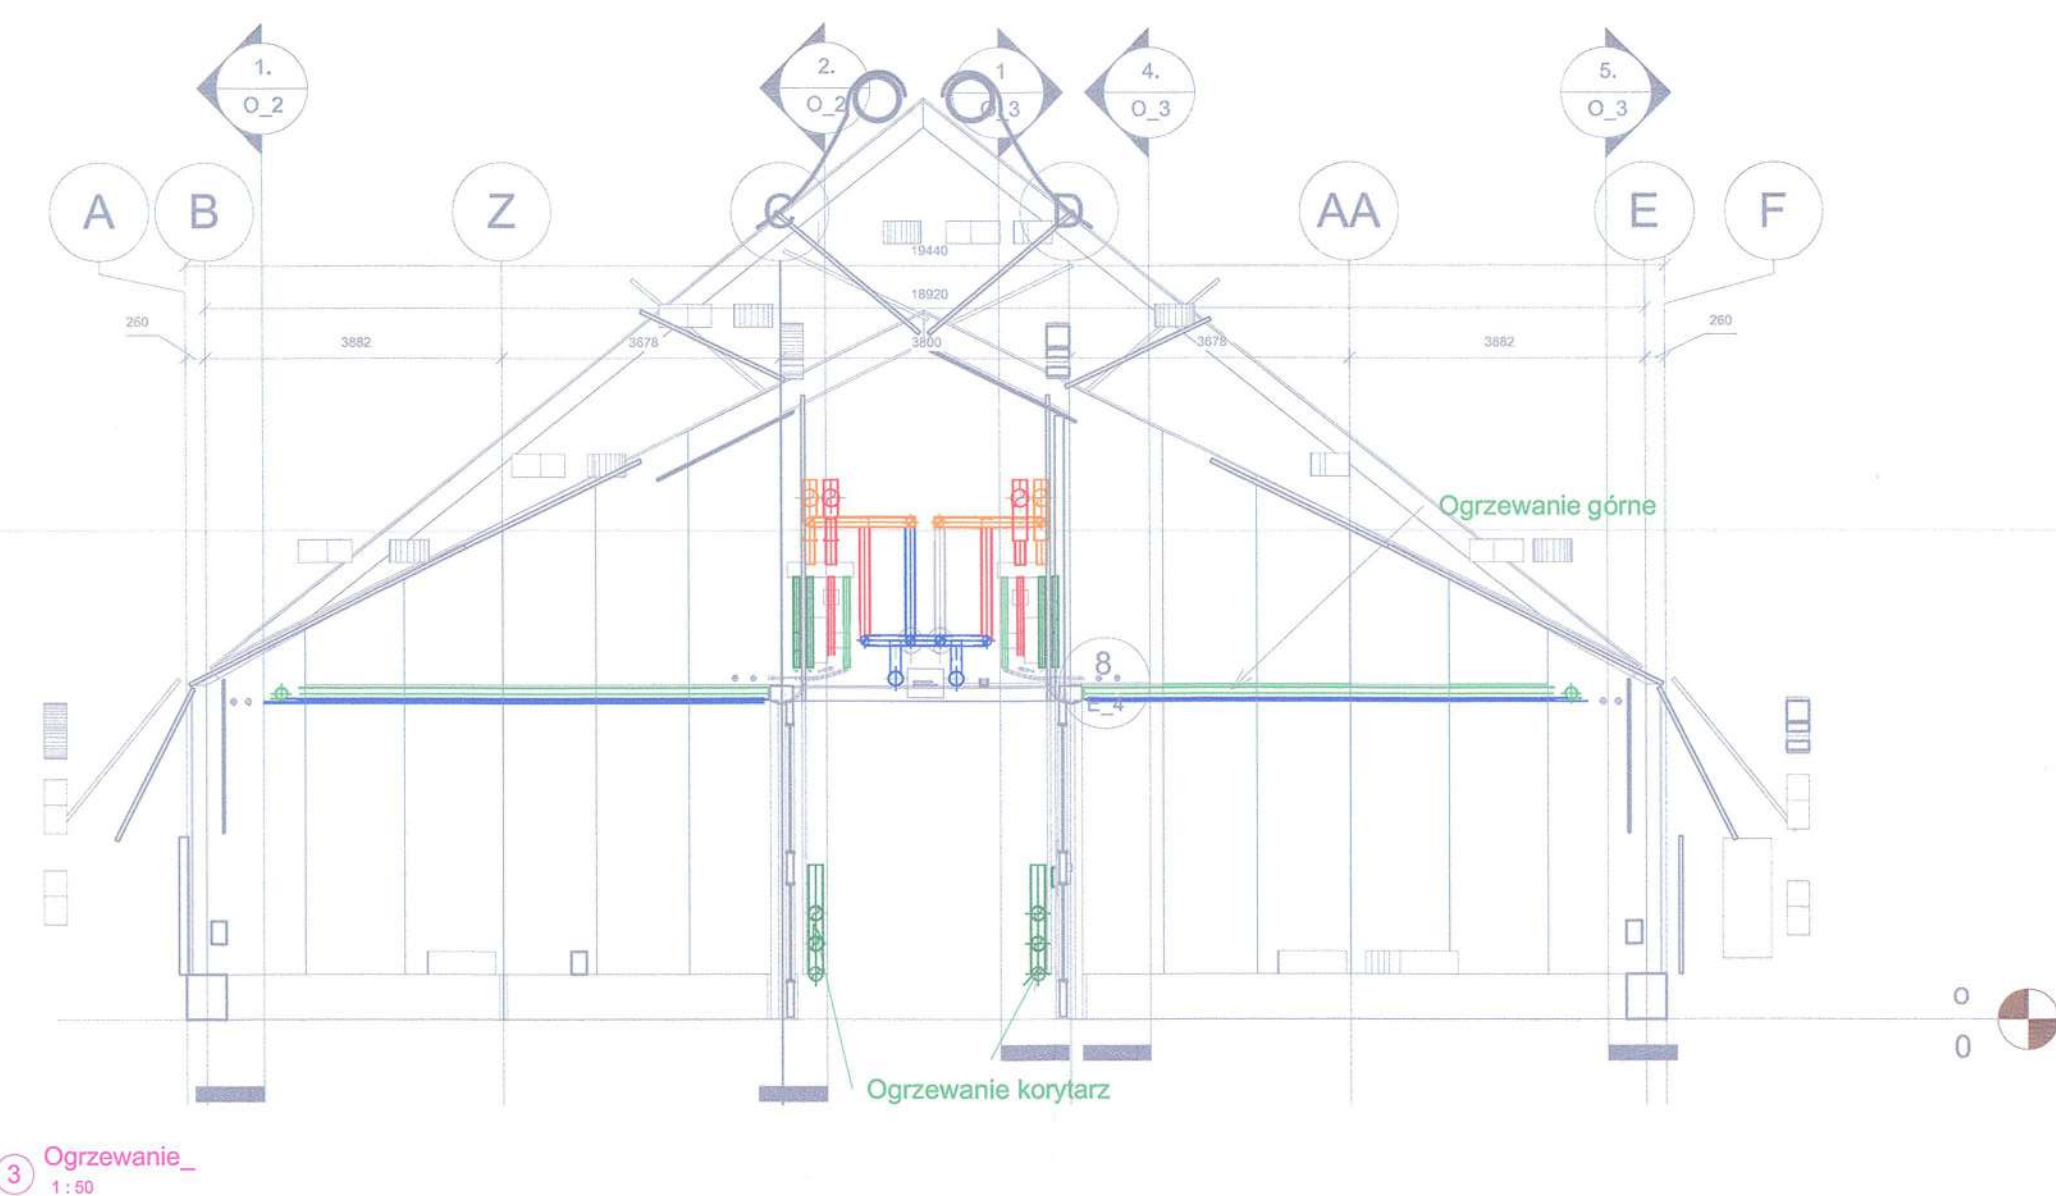 1.
O_2
2.
O_2
1
O_3
4.
O_3
5.
O_3
A
B
Z
C
D
AA
E
F
19440
18920
260
3882
3678
3800
3678
3882
260
Ogrzewanie górne
8
E_4
O
0
Ogrzewanie korytarz
3
Ogrzewanie_
1 : 50